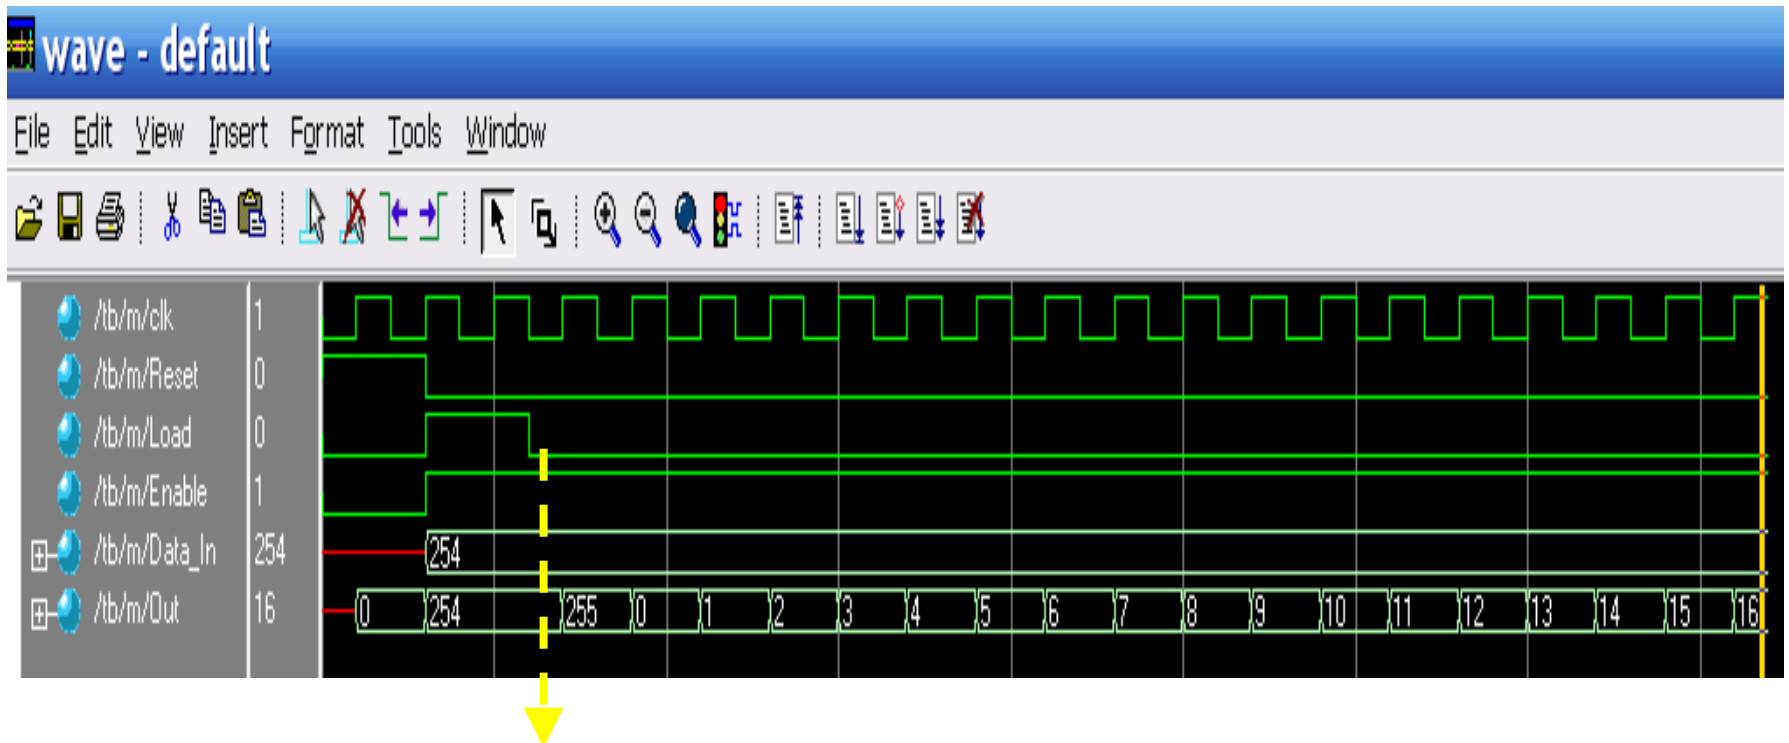 wave - default
File Edit View Insert Format Tools Window
/tb/m/clk 1
/tb/m/Reset 0
/tb/m/Load 0
/tb/m/Enable 1
/tb/m/Data_In 254 254
/tb/m/Out 16 0 254 255 0 1 2 3 4 5 6 7 8 9 10 11 12 13 14 15 16